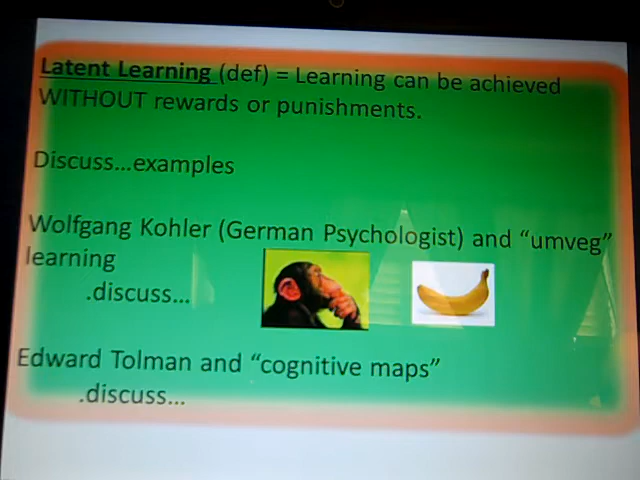 Latent Learning (def) = Learning can be achieved
WITHOUT rewards or punishments.
Discuss...examples
Wolfgang Kohler (German Psychologist) and "umveg"
learning
.discuss...
Edward Tolman and "cognitive maps"
.discuss...